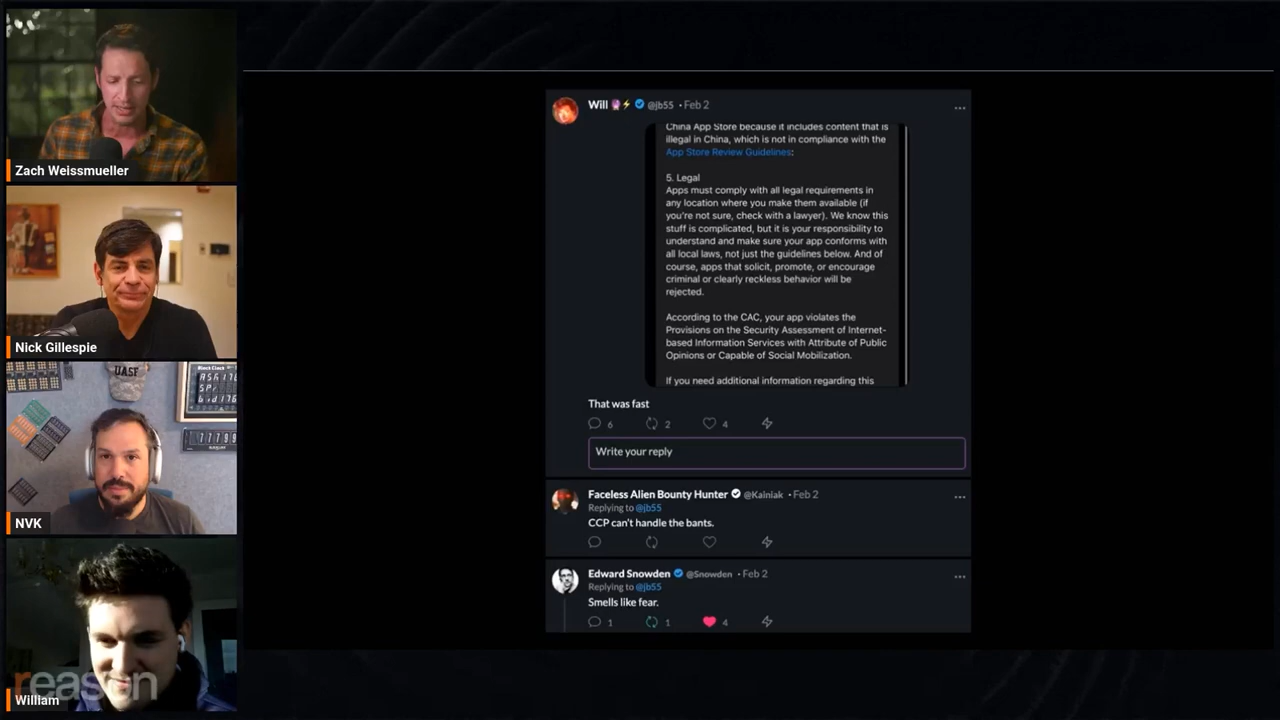 Zach Weissmueller
Nick Gillespie
UASF
NVK
reason
William
Will @jb55 · Feb 2
China App Store because it includes content that is
illegal in China, which is not in compliance with the
App Store Review Guidelines:
5. Legal
Apps must comply with all legal requirements in
any location where you make them available (if
you're not sure, check with a lawyer). We know this
stuff is complicated, but it is your responsibility to
understand and make sure your app conforms with
all local laws, not just the guidelines below. And of
course, apps that solicit, promote, or encourage
criminal or clearly reckless behavior will be
rejected.
According to the CAC, your app violates the
Provisions on the Security Assessment of Internet-
based Information Services with Attribute of Public
Opinions or Capable of Social Mobilization.
If you need additional information regarding this
That was fast
6 2 4
Write your reply
Faceless Alien Bounty Hunter @Kainiak · Feb 2
Replying to @jb55
CCP can't handle the bants.
Edward Snowden @Snowden · Feb 2
Replying to @jb55
Smells like fear.
1 1 4